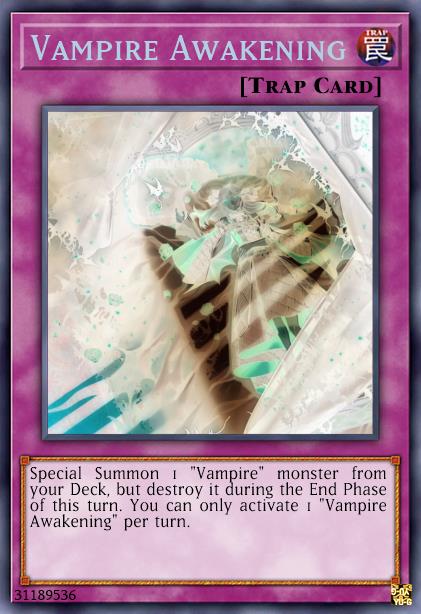 Vampire Awakening
TRAP
罠
[Trap Card]
Special Summon 1 "Vampire" monster from
your Deck, but destroy it during the End Phase
of this turn. You can only activate 1 "Vampire
Awakening" per turn.
31189536